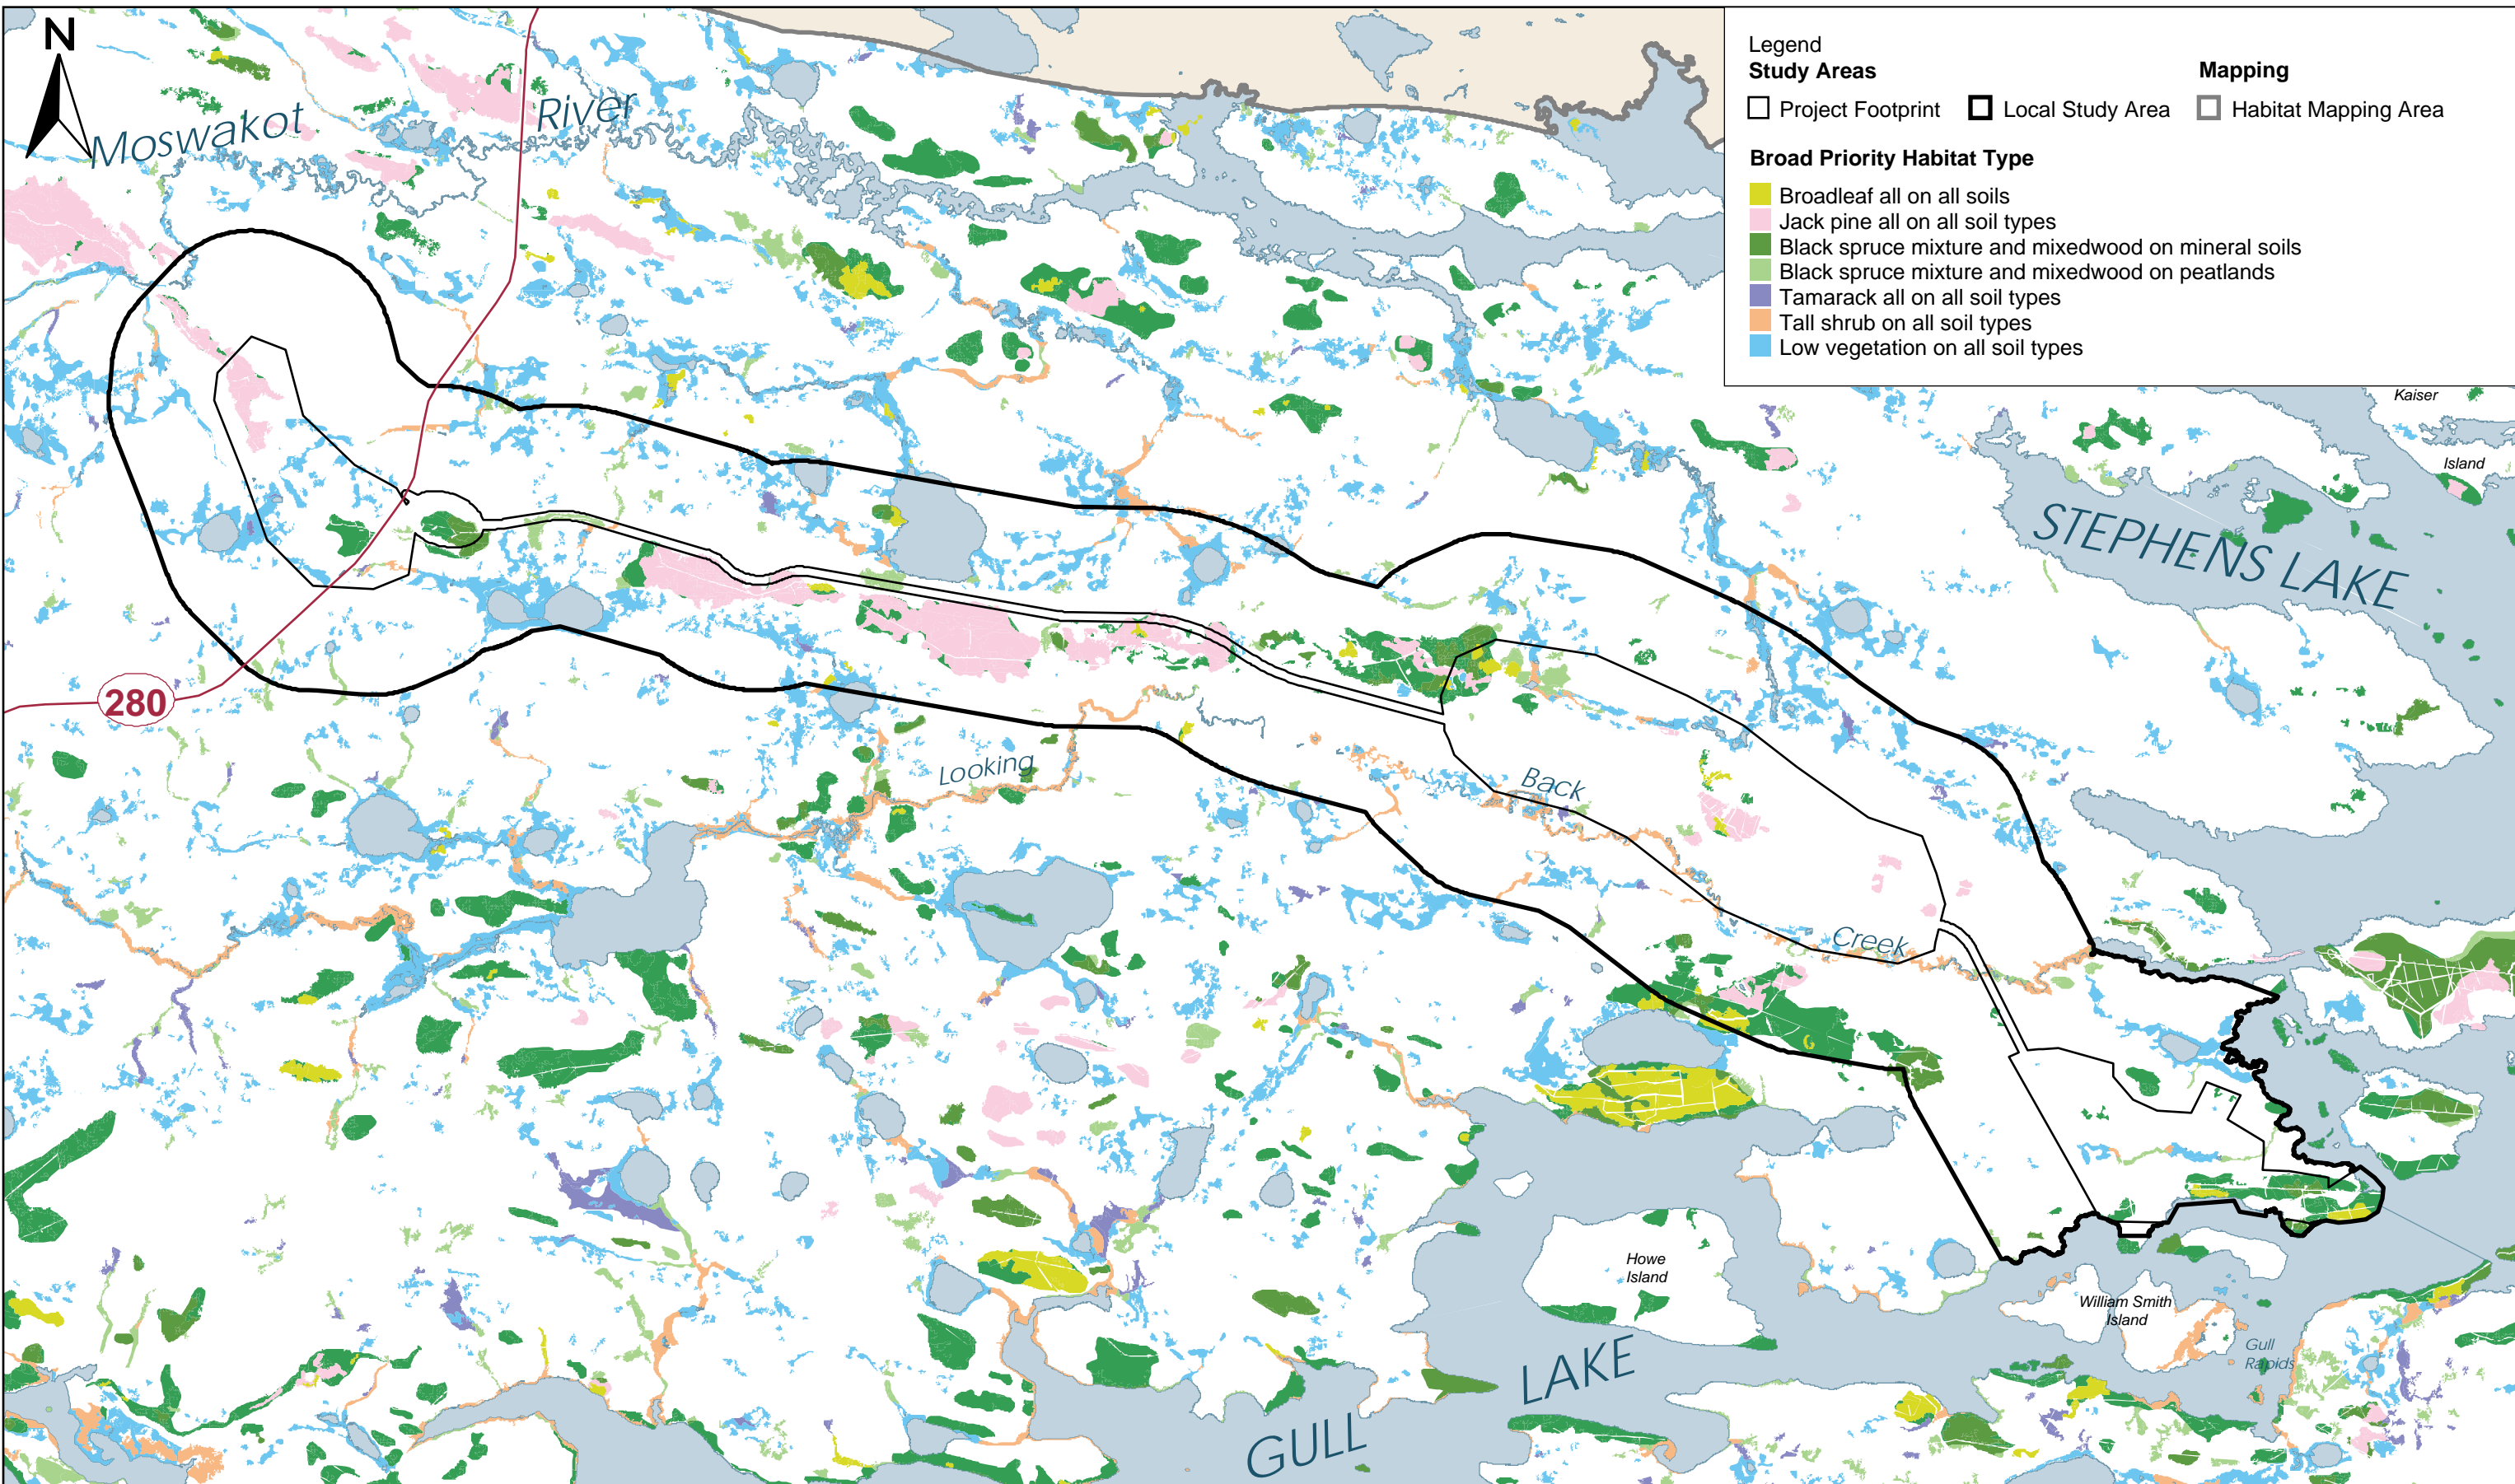 N
Moswakot
River
Legend
Study Areas
Mapping
Project Footprint
Local Study Area
Habitat Mapping Area
Broad Priority Habitat Type
Broadleaf all on all soils
Jack pine all on all soil types
Black spruce mixture and mixedwood on mineral soils
Black spruce mixture and mixedwood on peatlands
Tamarack all on all soil types
Tall shrub on all soil types
Low vegetation on all soil types
Kaiser
Island
STEPHENS LAKE
280
Looking
Back
Creek
Howe
Island
William Smith
Island
Gull
Rapids
GULL
LAKE